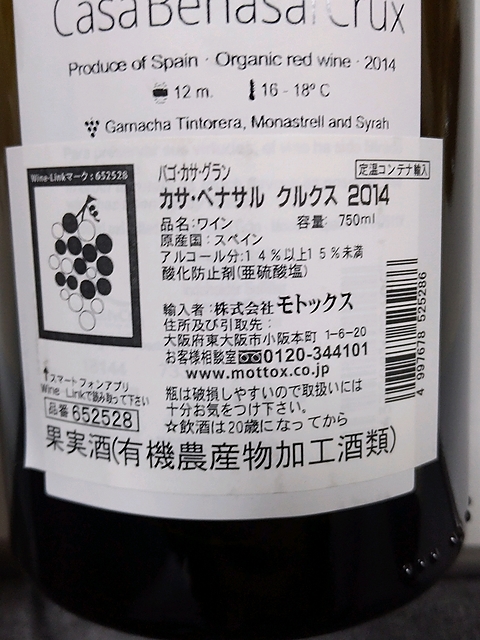 Casa Benasal Crux
Produce of Spain · Organic red wine · 2014
12 m.  16 - 18º C
Garnacha Tintorera, Monastrell and Syrah
Wine-Linkマーク:652528
パゴ・カサ・グラン
定温コンテナ輸入
カサ・ベナサル クルクス 2014
品名:ワイン 容量: 750ml
原産国:スペイン
アルコール分:14%以上15%未満
酸化防止剤(亜硫酸塩)
輸入者:株式会社モトックス
住所及び引取先:
大阪府東大阪市小阪本町 1-6-20
お客様相談室 0120-344101
www.mottox.co.jp
↑スマートフォンアプリ
Wine-Linkで読み取って下さい
品番 652528
瓶は破損しやすいので取扱いには
十分お気をつけ下さい。
☆飲酒は20歳になってから
果実酒(有機農産物加工酒類)
4 997678 525286